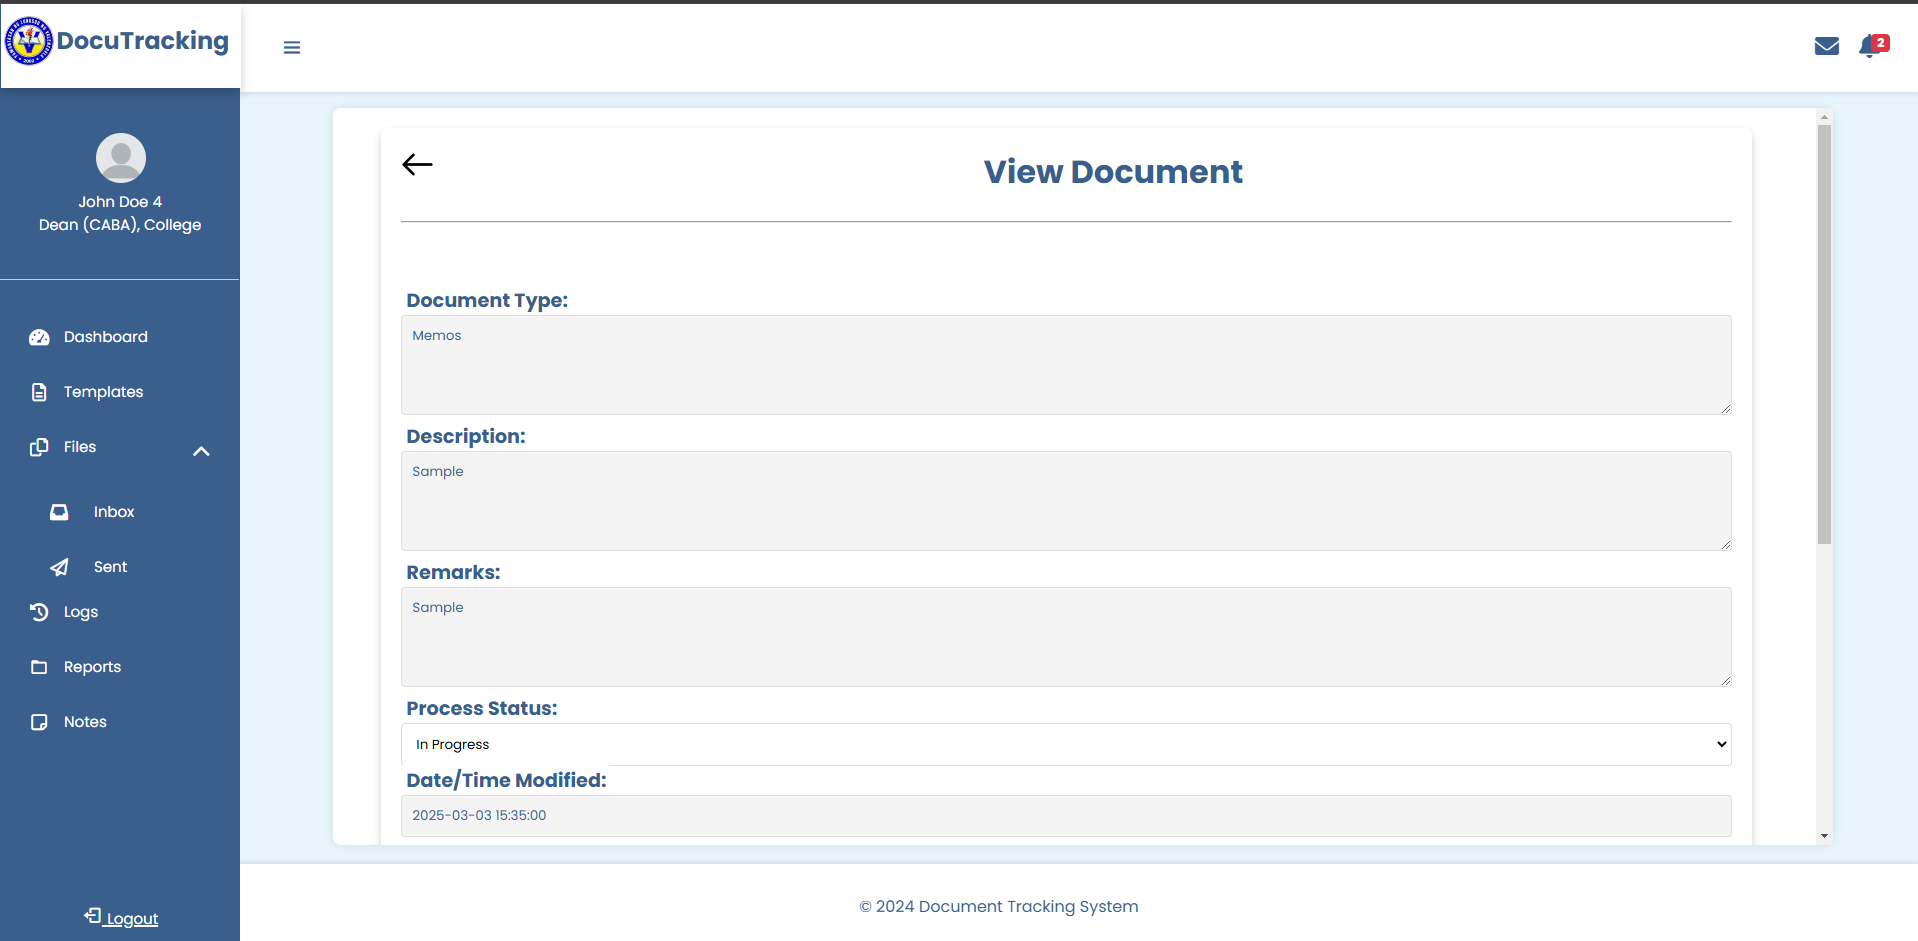 DocuTracking
2
John Doe 4
Dean (CABA), College
Dashboard
Templates
Files
Inbox
Sent
Logs
Reports
Notes
Logout
View Document
Document Type:
Memos
Description:
Sample
Remarks:
Sample
Process Status:
In Progress
Date/Time Modified:
2025-03-03 15:35:00
© 2024 Document Tracking System